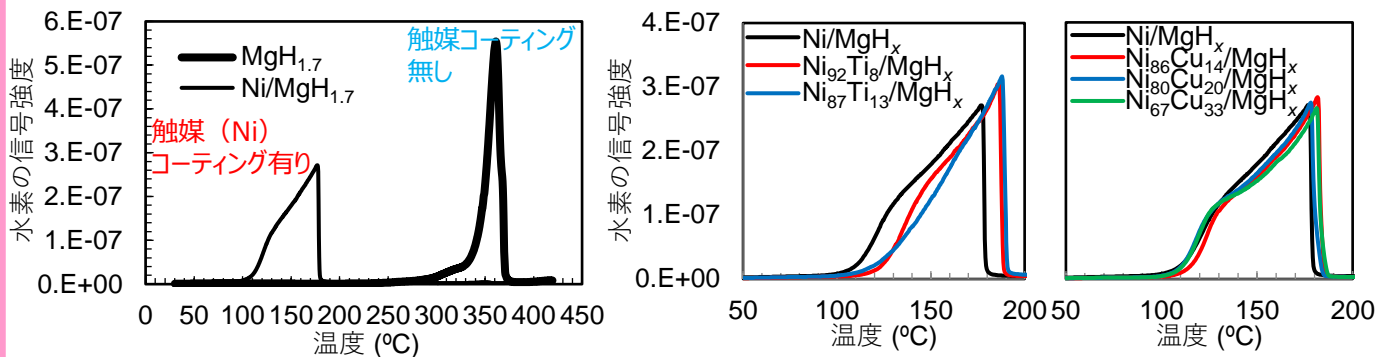 水素の信号強度
6.E-07
5.E-07
4.E-07
3.E-07
2.E-07
1.E-07
0.E+00
MgH1.7
Ni/MgH1.7
触媒コーティング
無し
触媒（Ni）
コーティング有り
0 50 100 150 200 250 300 350 400 450
温度 (ºC)
水素の信号強度
4.E-07
3.E-07
2.E-07
1.E-07
0.E+00
Ni/MgHx
Ni92Ti8/MgHx
Ni87Ti13/MgHx
50 100 150 200
温度 (ºC)
Ni/MgHx
Ni86Cu14/MgHx
Ni80Cu20/MgHx
Ni67Cu33/MgHx
50 100 150 200
温度 (ºC)